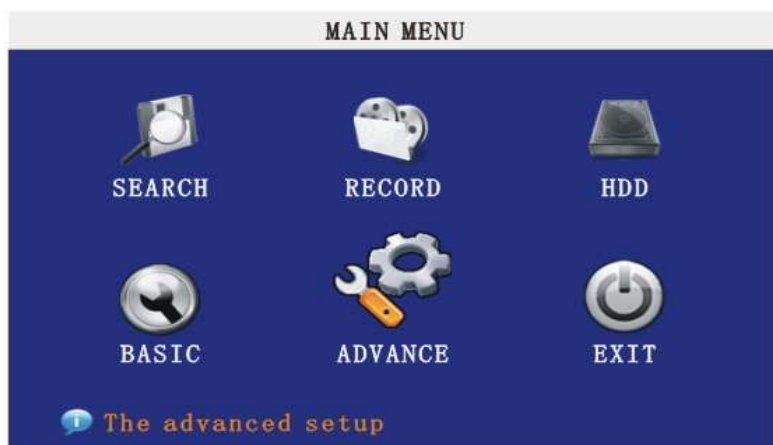 MAIN MENU
SEARCH RECORD HDD
BASIC ADVANCE EXIT
The advanced setup